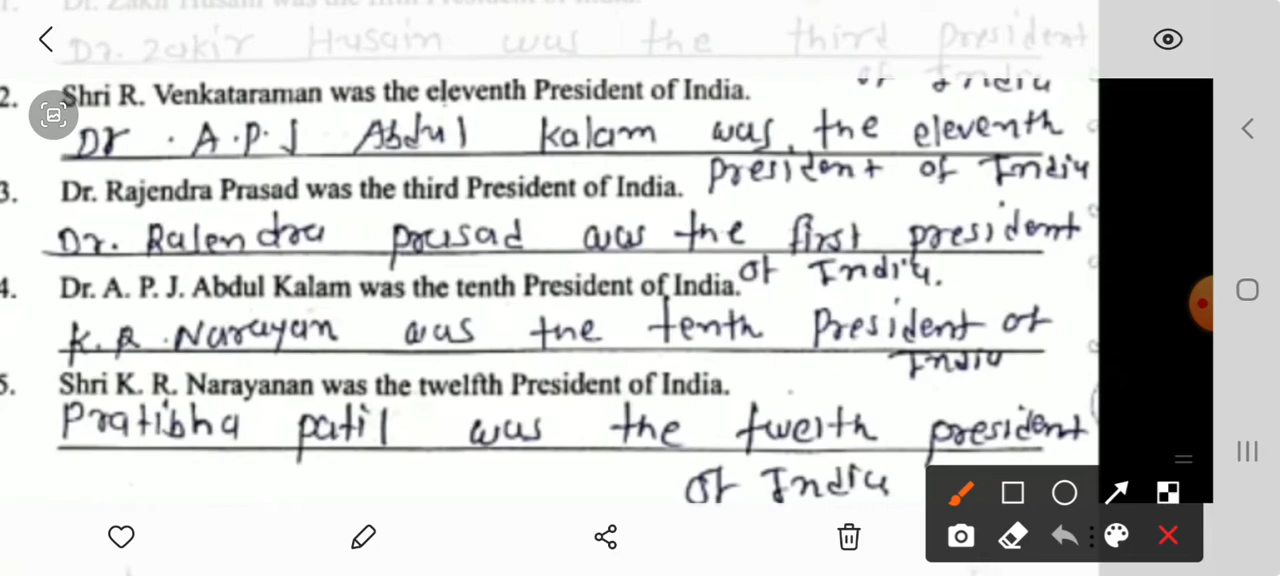 Dr. Zakir Husain was the third President
of India
2. Shri R. Venkataraman was the eleventh President of India.
Dr . A.P.J Abdul kalam was the eleventh
President of India
3. Dr. Rajendra Prasad was the third President of India.
Dr. Ralendra prasad was the first president
of India.
4. Dr. A. P. J. Abdul Kalam was the tenth President of India.
K. R. Narayan was the tenth President of
India
5. Shri K. R. Narayanan was the twelfth President of India.
Pratibha patil was the twelth president
of India